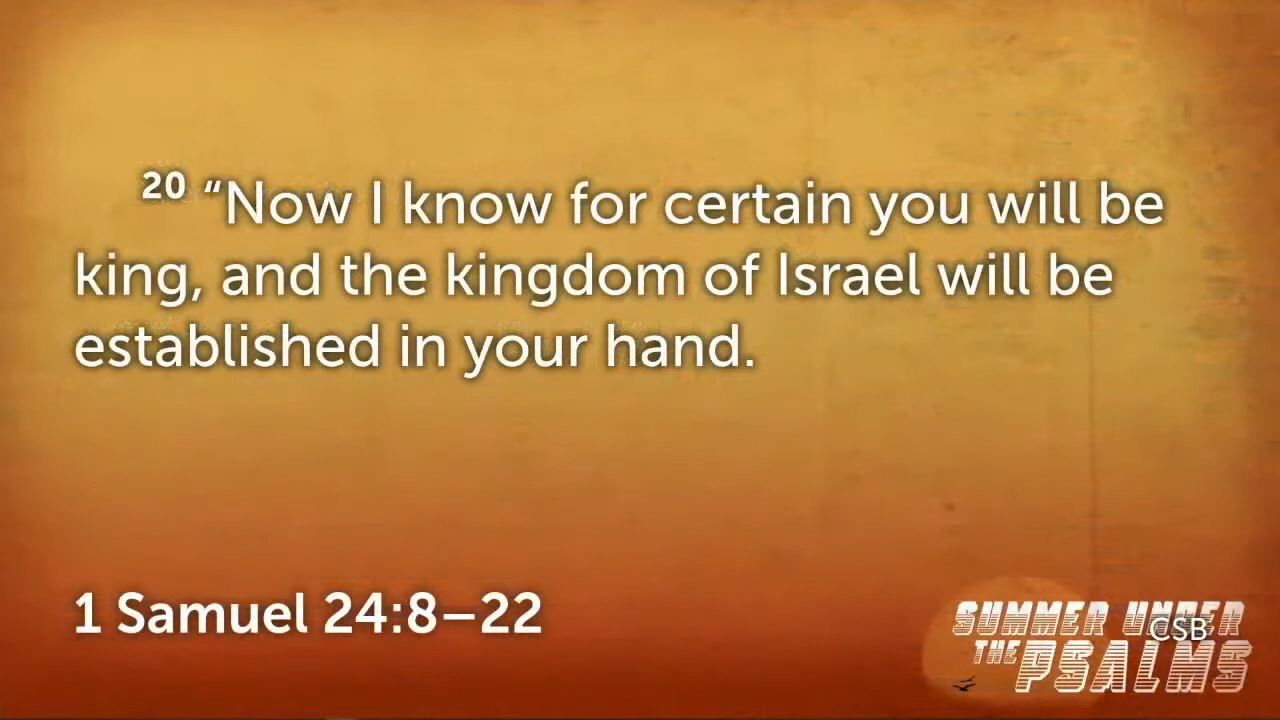 20 “Now I know for certain you will be
king, and the kingdom of Israel will be
established in your hand.
1 Samuel 24:8–22
SUMMER UNDER
CSB
THE PSALMS